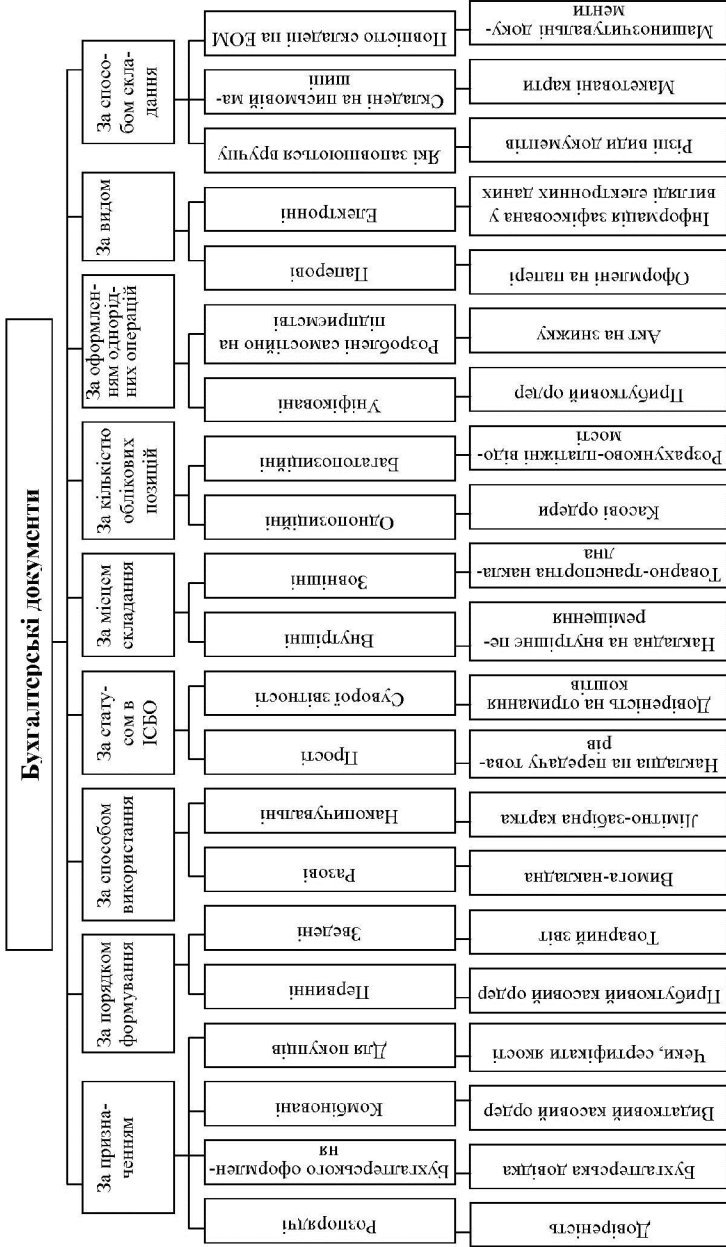 Бухгалтерські документи
За призна-
ченням
За порядком
формування
За способом
використання
За стату-
сом в
ІСБО
За місцем
складання
За кількістю
облікових
позицій
За оформлен-
ням однорід-
них операцій
За видом
За спосо-
бом скла-
дання
Розпорядчі
Бухгалтерського оформлен-
ня
Комбіновані
Для покупців
Первинні
Зведені
Разові
Накопичувальні
Прості
Суворої звітності
Внутрішні
Зовнішні
Однопозиційні
Багатопозиційні
Уніфіковані
Розроблені самостійно на
підприємстві
Паперові
Електронні
Які заповнюються вручну
Складені на письмовій ма-
шині
Повністю складені на ЕОМ
Довіреність
Бухгалтерська довідка
Видатковий касовий ордер
Чеки, сертифікати якості
Прибутковий касовий ордер
Товарний звіт
Вимога-накладна
Лімітно-забірна картка
Накладна на передачу това-
рів
Довіреність на отримання
коштів
Накладна на внутрішнє пе-
реміщення
Товарно-транспортна накла-
дна
Касові ордери
Розрахунково-платіжні відо-
мості
Прибутковий ордер
Акт на знижку
Оформлені на папері
Інформація зафіксована у
вигляді електронних даних
Різні види документів
Макетовані карти
Машинозчитувальні доку-
менти